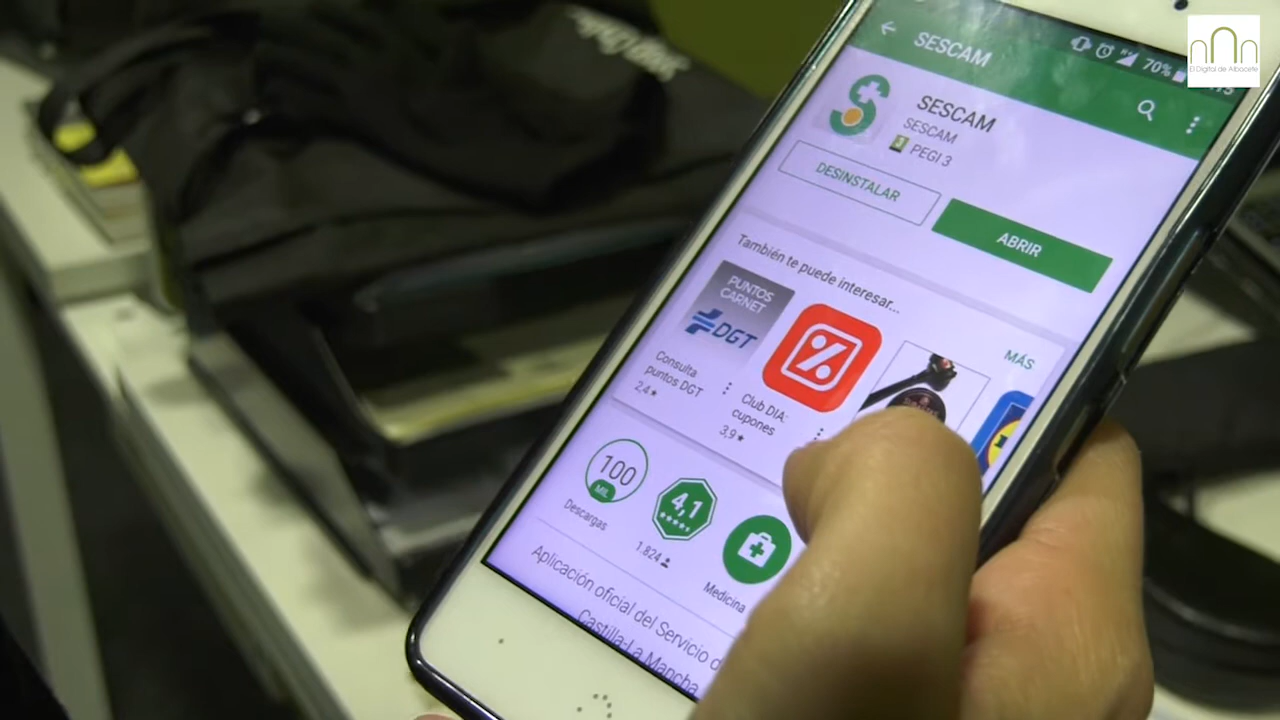 El Digital de Albacete
SESCAM
70%
SESCAM
SESCAM
3
PEGI 3
DESINSTALAR
ABRIR
También te puede interesar...
MÁS
PUNTOS
CARNET
DGT
Consulta
puntos DGT
2,4
Club DIA:
cupones
3,9
100
MIL
Descargas
4,1
1.824
Medicina
Aplicación oficial del Servicio d
Castilla-La Mancha